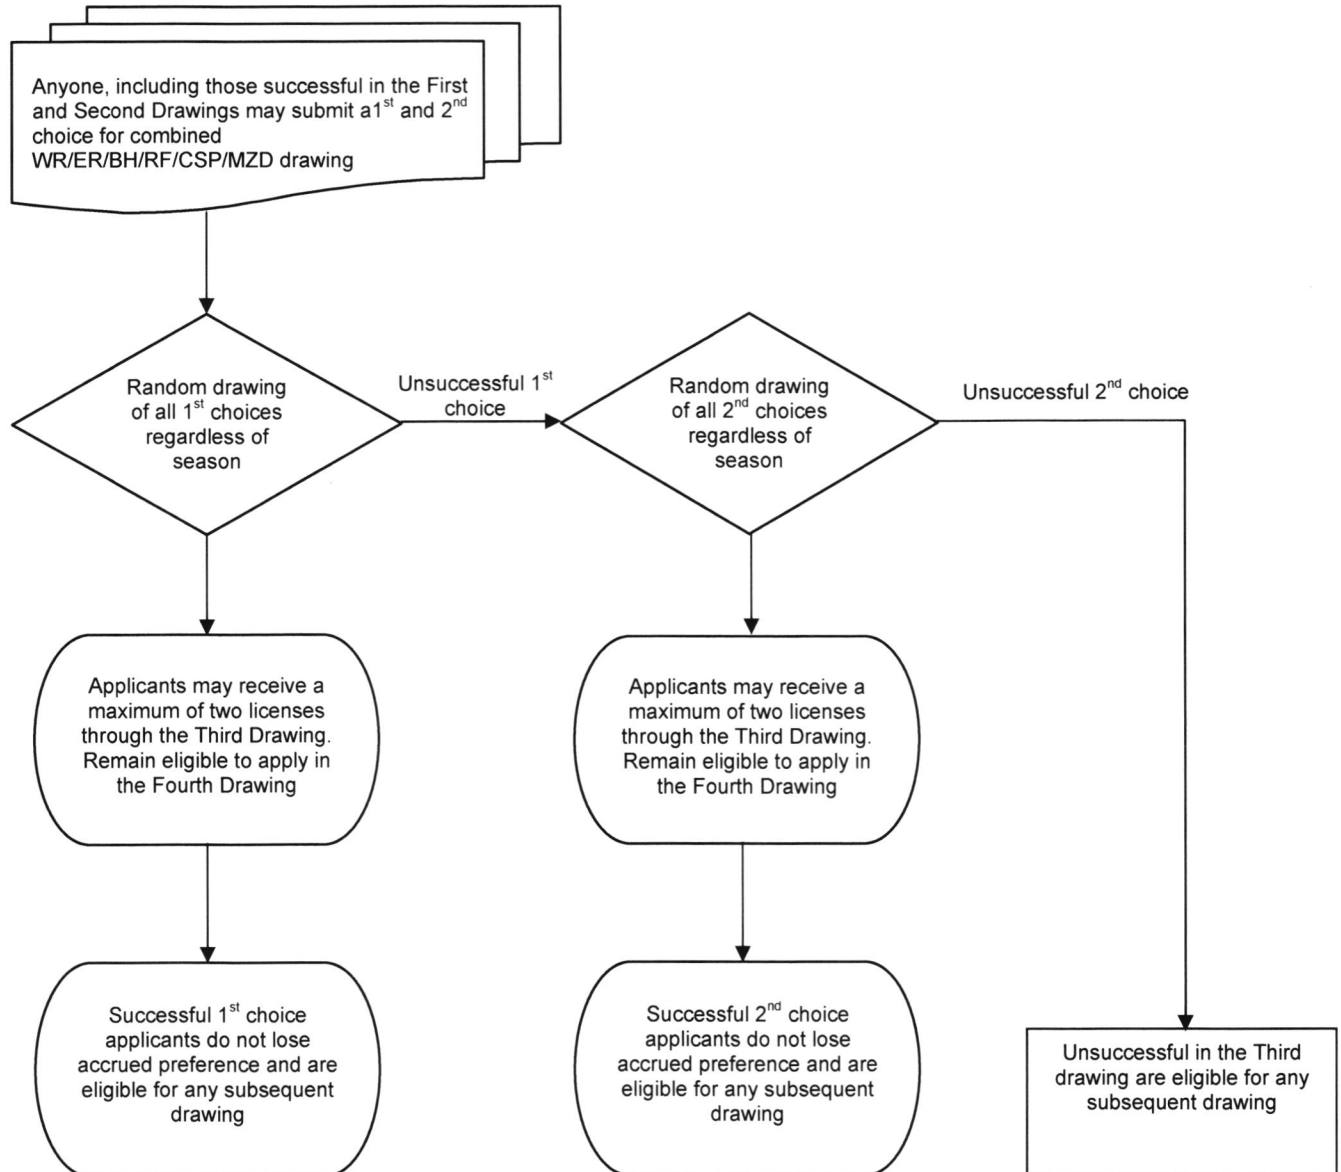 Anyone, including those successful in the First
and Second Drawings may submit a1st and 2nd
choice for combined
WR/ER/BH/RF/CSP/MZD drawing
Random drawing
of all 1st choices
regardless of
season
Unsuccessful 1st
choice
Random drawing
of all 2nd choices
regardless of
season
Unsuccessful 2nd choice
Applicants may receive a
maximum of two licenses
through the Third Drawing.
Remain eligible to apply in
the Fourth Drawing
Applicants may receive a
maximum of two licenses
through the Third Drawing.
Remain eligible to apply in
the Fourth Drawing
Successful 1st choice
applicants do not lose
accrued preference and are
eligible for any subsequent
drawing
Successful 2nd choice
applicants do not lose
accrued preference and are
eligible for any subsequent
drawing
Unsuccessful in the Third
drawing are eligible for any
subsequent drawing